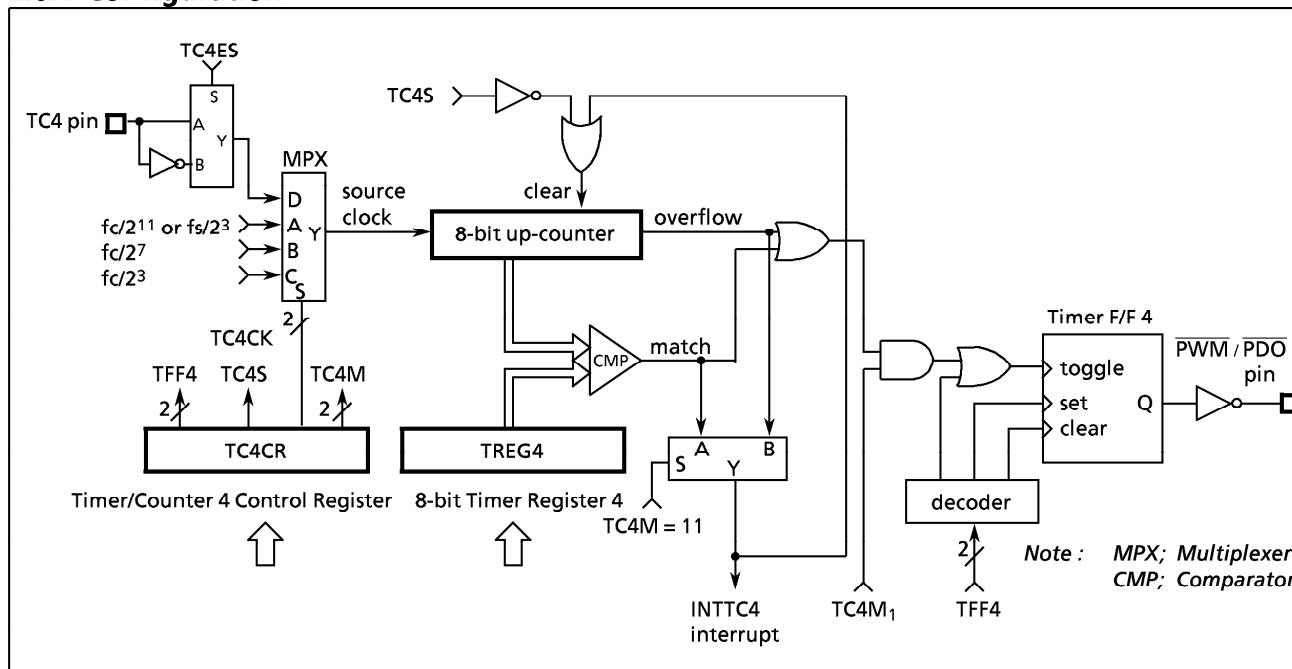 TC4ES
S
TC4 pin
A
Y
B
TC4S
MPX
D
A
Y
B
C
S
fc/2¹¹ or fs/2³
fc/2⁷
fc/2³
source
clock
clear
8-bit up-counter
overflow
2
TC4CK
CMP
match
TFF4
TC4S
TC4M
2
2
TC4CR
TREG4
Timer/Counter 4 Control Register
8-bit Timer Register 4
S
A
Y
B
TC4M = 11
INTTC4
interrupt
TC4M₁
Timer F/F 4
toggle
set
clear
Q
PWM / PDO
pin
decoder
2
TFF4
Note : MPX; Multiplexer
CMP; Comparator